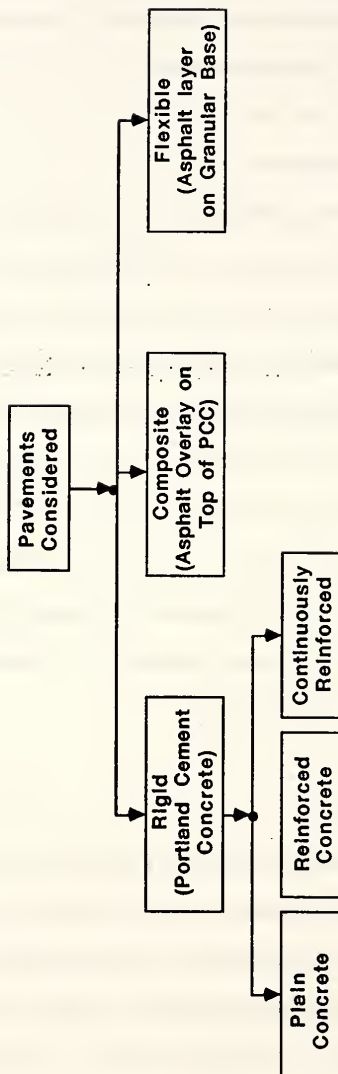 Pavements
Considered
Rigid
(Portland Cement
Concrete)
Composite
(Asphalt Overlay on
Top of PCC)
Flexible
(Asphalt layer
on Granular Base)
Plain
Concrete
Reinforced
Concrete
Continuously
Reinforced